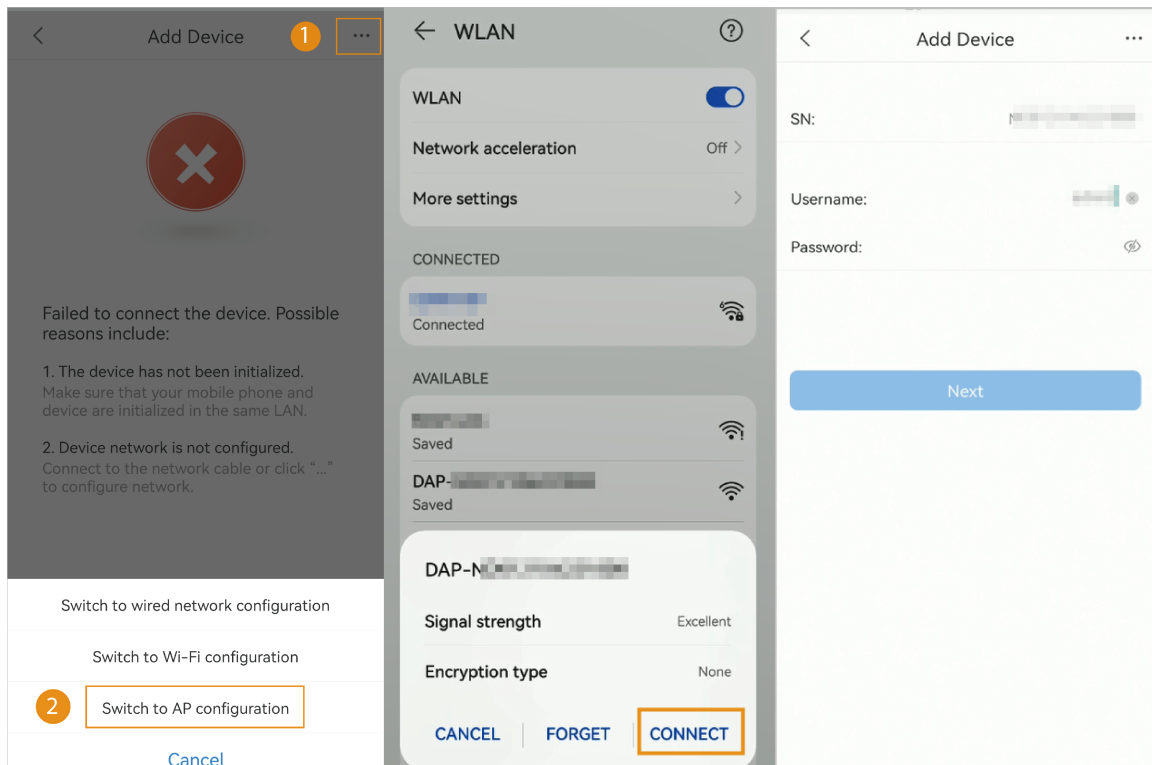 Add Device
1
...
Failed to connect the device. Possible
reasons include:
1. The device has not been initialized.
Make sure that your mobile phone and
device are initialized in the same LAN.
2. Device network is not configured.
Connect to the network cable or click “...”
to configure network.
Switch to wired network configuration
Switch to Wi-Fi configuration
2
Switch to AP configuration
Cancel
WLAN
?
WLAN
Network acceleration Off
More settings
CONNECTED
Connected
6
AVAILABLE
Saved
DAP-
Saved
DAP-N
Signal strength Excellent
Encryption type None
CANCEL FORGET CONNECT
Add Device
...
SN:
Username:
Password:
Next